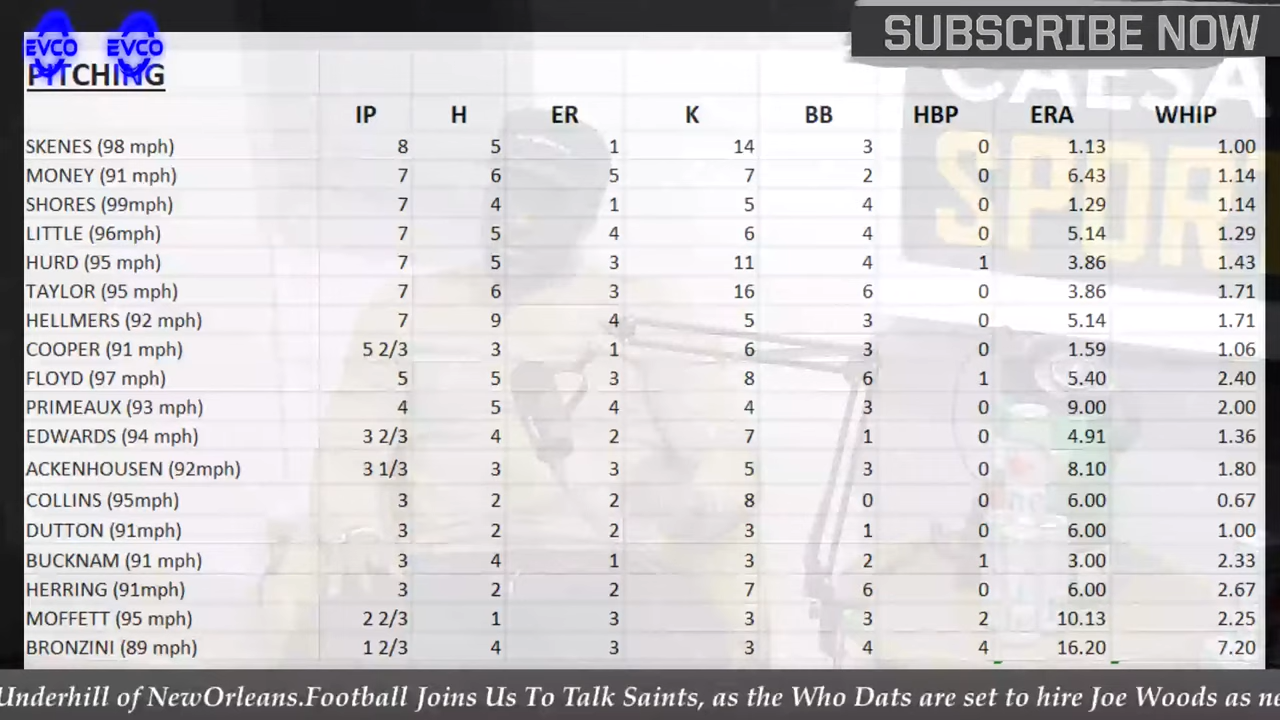 SUBSCRIBE NOW
EVCO EVCO
CAESA
SPOR
PITCHING
IP H ER K BB HBP ERA WHIP
SKENES (98 mph) 8 5 1 14 3 0 1.13 1.00
MONEY (91 mph) 7 6 5 7 2 0 6.43 1.14
SHORES (99mph) 7 4 1 5 4 0 1.29 1.14
LITTLE (96mph) 7 5 4 6 4 0 5.14 1.29
HURD (95 mph) 7 5 3 11 4 1 3.86 1.43
TAYLOR (95 mph) 7 6 3 16 6 0 3.86 1.71
HELLMERS (92 mph) 7 9 4 5 3 0 5.14 1.71
COOPER (91 mph) 5 2/3 3 1 6 3 0 1.59 1.06
FLOYD (97 mph) 5 5 3 8 6 1 5.40 2.40
PRIMEAUX (93 mph) 4 5 4 4 3 0 9.00 2.00
EDWARDS (94 mph) 3 2/3 4 2 7 1 0 4.91 1.36
ACKENHOUSEN (92mph) 3 1/3 3 3 5 3 0 8.10 1.80
COLLINS (95mph) 3 2 2 8 0 0 6.00 0.67
DUTTON (91mph) 3 2 2 3 1 0 6.00 1.00
BUCKNAM (91 mph) 3 4 1 3 2 1 3.00 2.33
HERRING (91mph) 3 2 2 7 6 0 6.00 2.67
MOFFETT (95 mph) 2 2/3 1 3 3 3 2 10.13 2.25
BRONZINI (89 mph) 1 2/3 4 3 3 4 4 16.20 7.20
Underhill of NewOrleans.Football Joins Us To Talk Saints, as the Who Dats are set to hire Joe Woods as ne